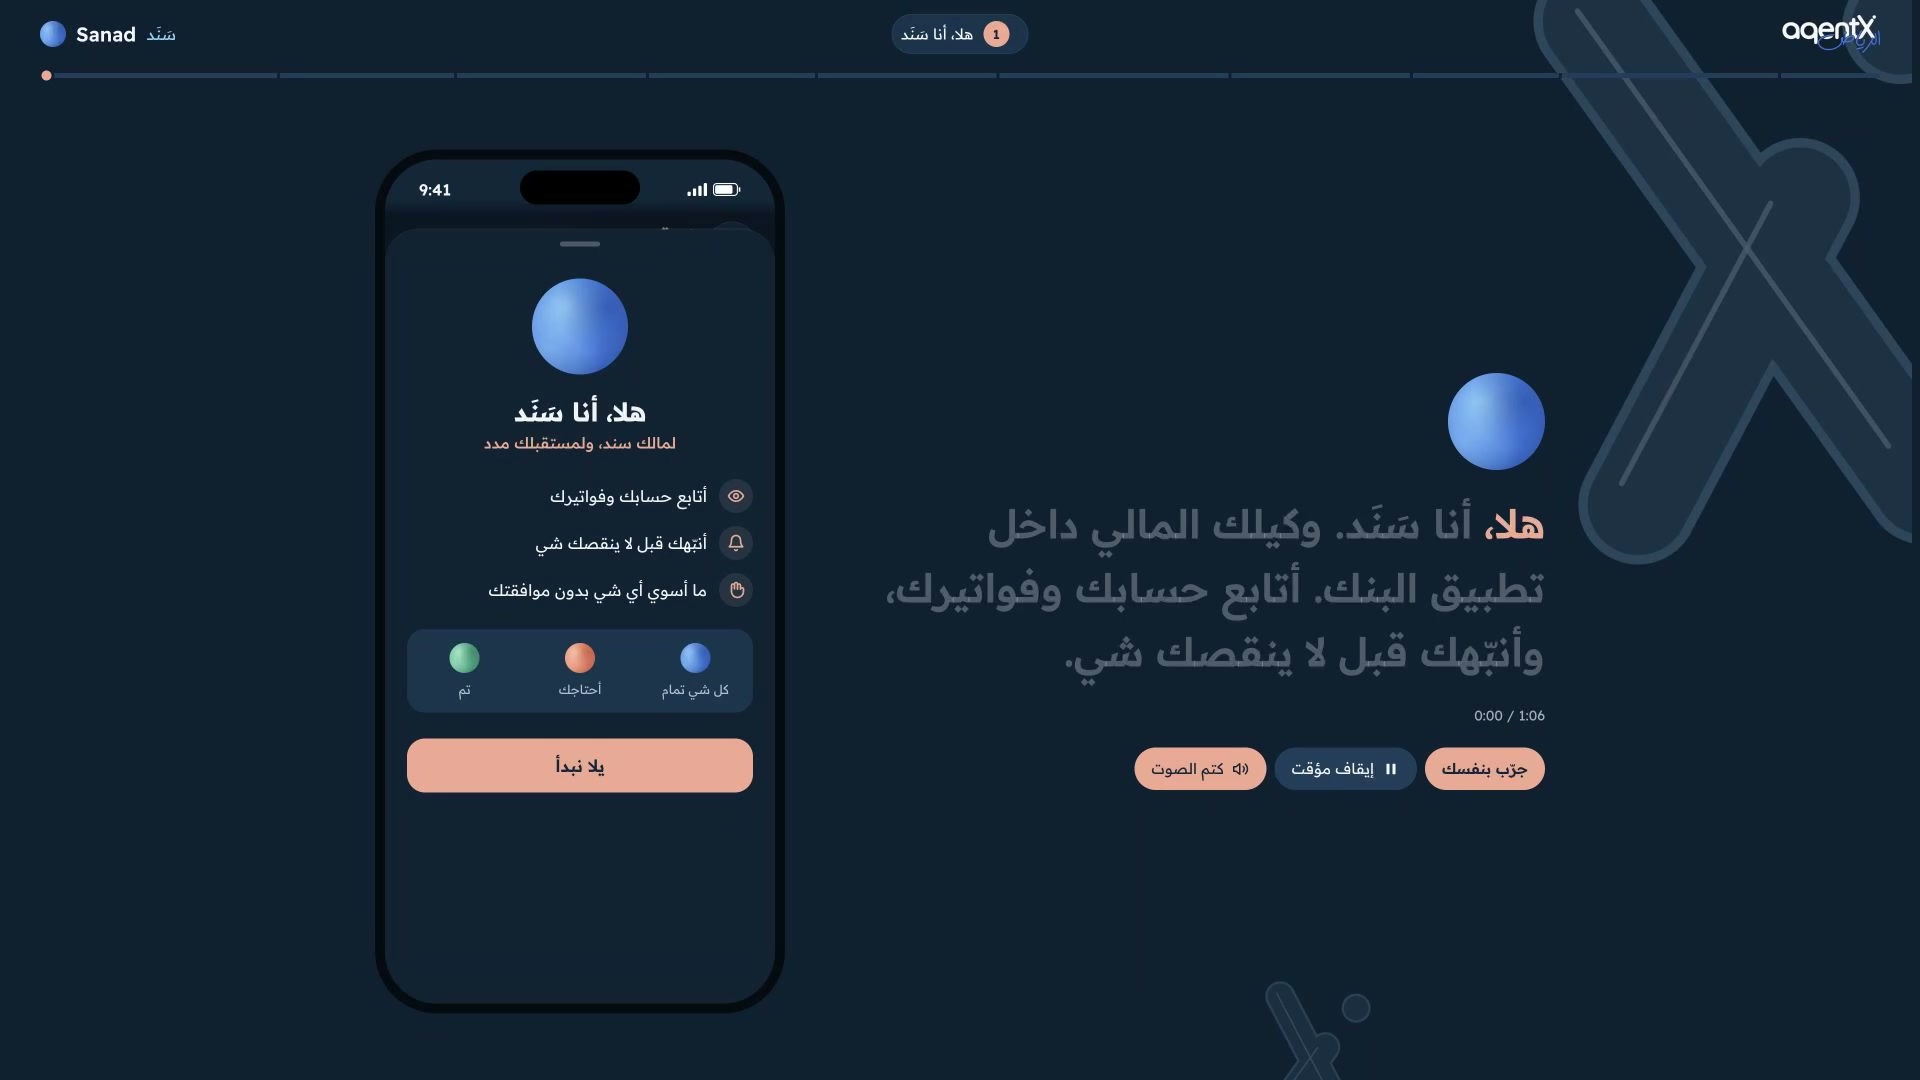 Sanad سَنَد
هلا، أنا سَنَد 1
agentX
الرياض
9:41
هلا، أنا سَنَد
لمالك سند، ولمستقبلك مدد
أتابع حسابك وفواتيرك
أنبّهك قبل لا ينقصك شي
ما أسوي أي شي بدون موافقتك
كل شي تمام
أحتاجك
تم
يلا نبدأ
هلا، أنا سَنَد. وكيلك المالي داخل
تطبيق البنك. أتابع حسابك وفواتيرك،
وأنبّهك قبل لا ينقصك شي.
0:00 / 1:06
جرّب بنفسك
إيقاف مؤقت
كتم الصوت